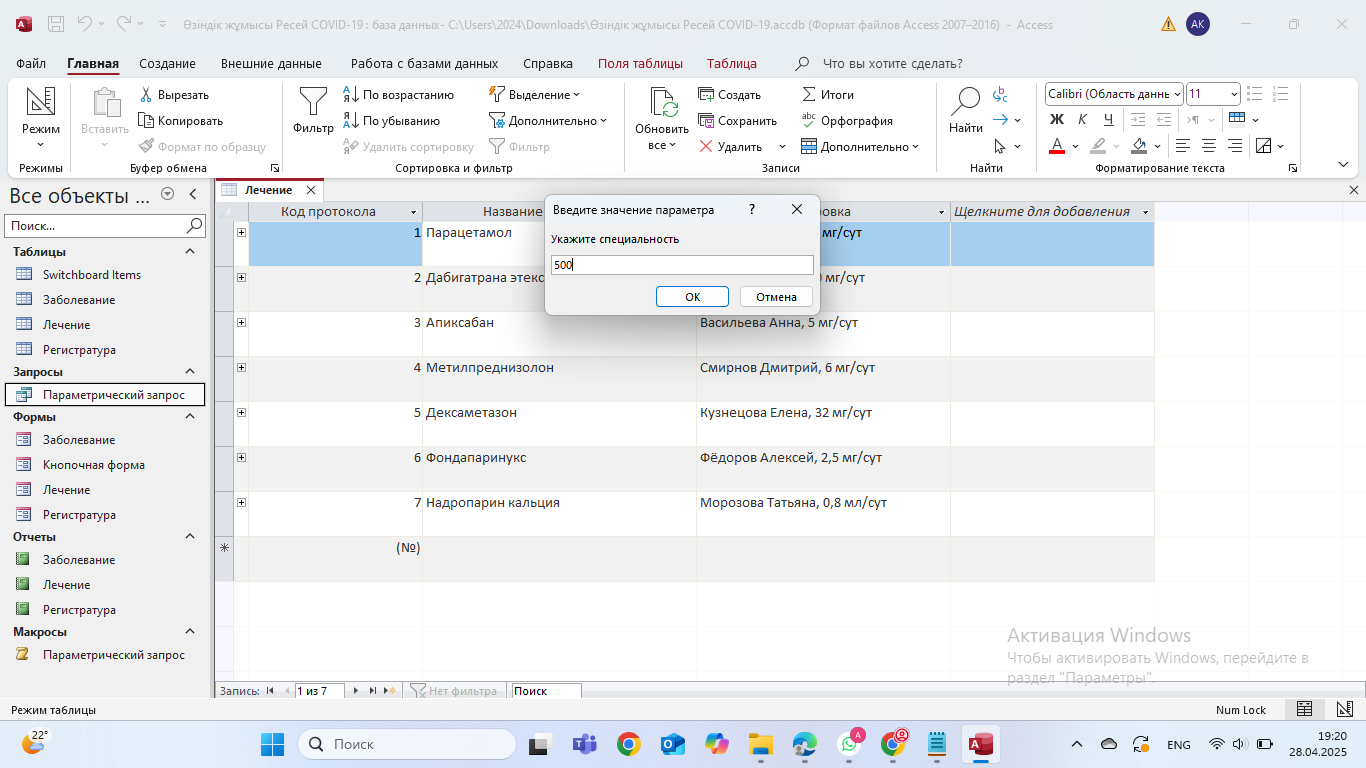 Өзіндік жұмысы Ресей COVID-19 : база данных- C:\Users\2024\Downloads\Өзіндік жұмысы Ресей COVID-19.accdb (Формат файлов Access 2007–2016) - Access
AK
Файл Главная Создание Внешние данные Работа с базами данных Справка Поля таблицы Таблица Что вы хотите сделать?
Режим
Режимы
Вставить
Вырезать
Копировать
Формат по образцу
Буфер обмена
Фильтр
По возрастанию
По убыванию
Удалить сортировку
Выделение
Дополнительно
Фильтр
Сортировка и фильтр
Обновить все
Создать
Сохранить
Удалить
Итоги
Орфография
Дополнительно
Записи
Найти
Найти
Calibri (Область данн 11
Ж К Ч
Форматирование текста
Все объекты ...
Поиск...
Таблицы
Switchboard Items
Заболевание
Лечение
Регистратура
Запросы
Параметрический запрос
Формы
Заболевание
Кнопочная форма
Лечение
Регистратура
Отчеты
Заболевание
Лечение
Регистратура
Макросы
Параметрический запрос
Лечение
Код протокола Название Щелкните для добавления
1 Парацетамол мг/сут
2 Дабигатрана
3 Апиксабан Васильева Анна, 5 мг/сут
4 Метилпреднизолон Смирнов Дмитрий, 6 мг/сут
5 Дексаметазон Кузнецова Елена, 32 мг/сут
6 Фондапаринукс Фёдоров Алексей, 2,5 мг/сут
7 Надропарин кальция Морозова Татьяна, 0,8 мл/сут
(№)
Введите значение параметра ?
Укажите специальность
500
ОК Отмена
Активация Windows
Чтобы активировать Windows, перейдите в
раздел "Параметры".
Запись: 1 из 7 Нет фильтра Поиск
Режим таблицы Num Lock
22°
Поиск
ENG
19:20
28.04.2025